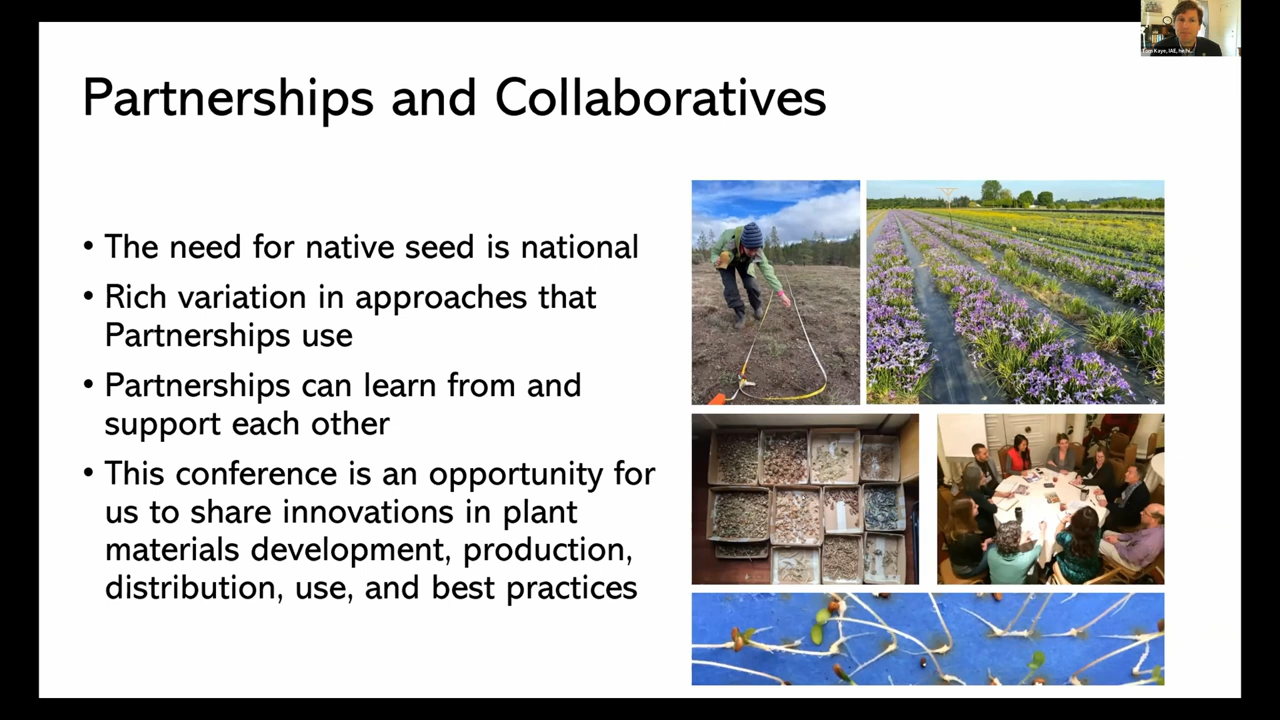 Partnerships and Collaboratives
• The need for native seed is national
• Rich variation in approaches that
Partnerships use
• Partnerships can learn from and
support each other
• This conference is an opportunity for
us to share innovations in plant
materials development, production,
distribution, use, and best practices
Kaye, IAE,